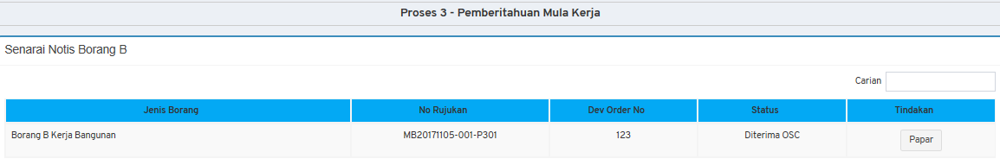 Proses 3 - Pemberitahuan Mula Kerja
Senarai Notis Borang B
Carian
Jenis Borang No Rujukan Dev Order No Status Tindakan
Borang B Kerja Bangunan MB20171105-001-P301 123 Diterima OSC Papar